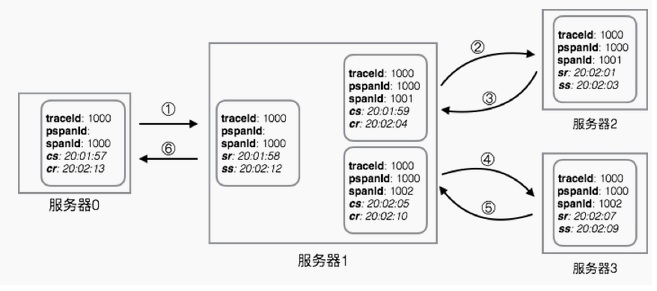 traceId: 1000
pspanId:
spanId: 1000
cs: 20:01:57
cr: 20:02:13
服务器0
①
⑥
traceId: 1000
pspanId:
spanId: 1000
sr: 20:01:58
ss: 20:02:12
traceId: 1000
pspanId: 1000
spanId: 1001
cs: 20:01:59
cr: 20:02:04
traceId: 1000
pspanId: 1000
spanId: 1002
cs: 20:02:05
cr: 20:02:10
服务器1
②
③
traceId: 1000
pspanId: 1000
spanId: 1001
sr: 20:02:01
ss: 20:02:03
服务器2
④
⑤
traceId: 1000
pspanId: 1000
spanId: 1002
sr: 20:02:07
ss: 20:02:09
服务器3